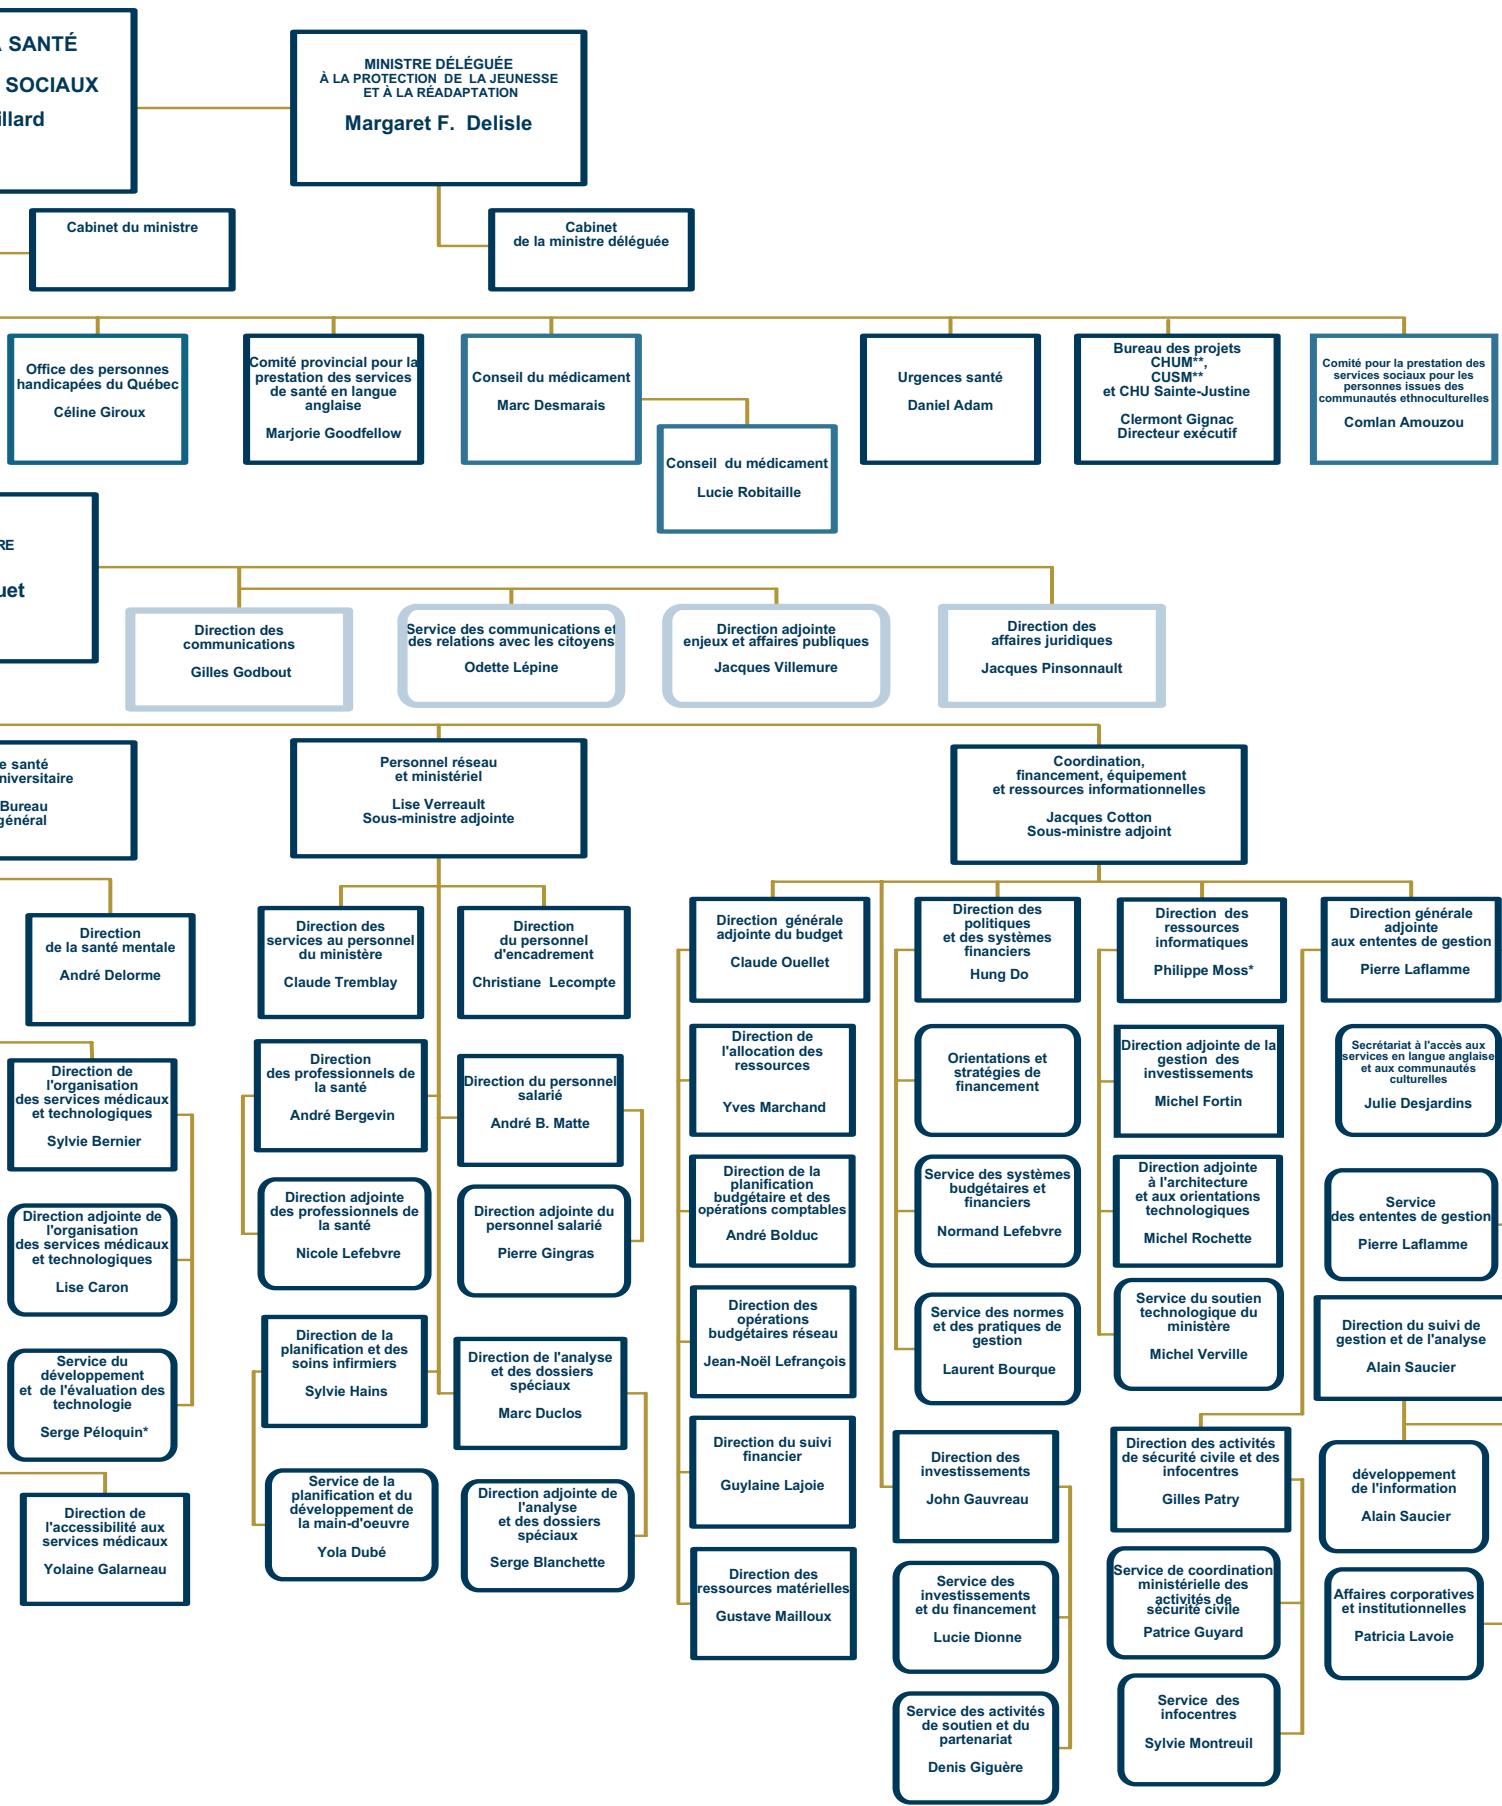 SANTÉ
SOCIAUX
illard
MINISTRE DÉLÉGUÉE
À LA PROTECTION DE LA JEUNESSE
ET À LA RÉADAPTATION
Margaret F. Delisle
Cabinet du ministre
Cabinet
de la ministre déléguée
Office des personnes
handicapées du Québec
Céline Giroux
Comité provincial pour la
prestation des services
de santé en langue
anglaise
Marjorie Goodfellow
Conseil du médicament
Marc Desmarais
Conseil du médicament
Lucie Robitaille
Urgences santé
Daniel Adam
Bureau des projets
CHUM**,
CUSM**
et CHU Sainte-Justine
Clermont Gignac
Directeur exécutif
Comité pour la prestation des
services sociaux pour les
personnes issues des
communautés ethnoculturelles
Comlan Amouzou
RE
uet
Direction des
communications
Gilles Godbout
Service des communications et
des relations avec les citoyens
Odette Lépine
Direction adjointe
enjeux et affaires publiques
Jacques Villemure
Direction des
affaires juridiques
Jacques Pinsonnault
e santé
niversitaire
Bureau
général
Personnel réseau
et ministériel
Lise Verreault
Sous-ministre adjointe
Coordination,
financement, équipement
et ressources informationnelles
Jacques Cotton
Sous-ministre adjoint
Direction
de la santé mentale
André Delorme
Direction des
services au personnel
du ministère
Claude Tremblay
Direction
du personnel
d'encadrement
Christiane Lecompte
Direction générale
adjointe du budget
Claude Ouellet
Direction des
politiques
et des systèmes
financiers
Hung Do
Direction des
ressources
informatiques
Philippe Moss*
Direction générale
adjointe
aux ententes de gestion
Pierre Laflamme
Direction de
l'organisation
des services médicaux
et technologiques
Sylvie Bernier
Direction
des professionnels de
la santé
André Bergevin
Direction du personnel
salarié
André B. Matte
Direction de
l'allocation des
ressources
Yves Marchand
Orientations et
stratégies de
financement
Direction adjointe de la
gestion des
investissements
Michel Fortin
Secrétariat à l'accès aux
services en langue anglaise
et aux communautés
culturelles
Julie Desjardins
Direction adjointe de
l'organisation
des services médicaux
et technologiques
Lise Caron
Direction adjointe
des professionnels de
la santé
Nicole Lefebvre
Direction adjointe du
personnel salarié
Pierre Gingras
Direction de la
planification
budgétaire et des
opérations comptables
André Bolduc
Service des systèmes
budgétaires et
financiers
Normand Lefebvre
Direction adjointe
à l'architecture
et aux orientations
technologiques
Michel Rochette
Service
des ententes de gestion
Pierre Laflamme
Service du
développement
et de l'évaluation des
technologie
Serge Péloquin*
Direction de la
planification et des
soins infirmiers
Sylvie Hains
Direction de l'analyse
et des dossiers
spéciaux
Marc Duclos
Direction des
opérations
budgétaires réseau
Jean-Noël Lefrançois
Service des normes
et des pratiques de
gestion
Laurent Bourque
Service du soutien
technologique du
ministère
Michel Verville
Direction du suivi de
gestion et de l'analyse
Alain Saucier
Direction de
l'accessibilité aux
services médicaux
Yolaine Galarneau
Service de la
planification et du
développement de
la main-d'oeuvre
Yola Dubé
Direction adjointe de
l'analyse
et des dossiers
spéciaux
Serge Blanchette
Direction du suivi
financier
Guylaine Lajoie
Direction des
investissements
John Gauvreau
Direction des activités
de sécurité civile et des
infocentres
Gilles Patry
développement
de l'information
Alain Saucier
Direction des
ressources matérielles
Gustave Mailloux
Service des
investissements
et du financement
Lucie Dionne
Service de coordination
ministérielle des
activités de
sécurité civile
Patrice Guyard
Affaires corporatives
et institutionnelles
Patricia Lavoie
Service des activités
de soutien et du
partenariat
Denis Giguère
Service des
infocentres
Sylvie Montreuil